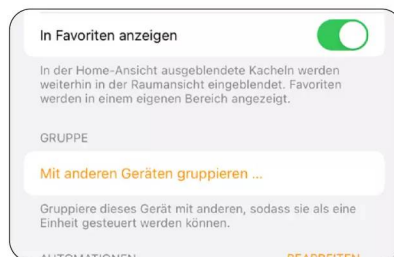 In Favoriten anzeigen
In der Home-Ansicht ausgeblendete Kacheln werden
weiterhin in der Raumansicht eingeblendet. Favoriten
werden in einem eigenen Bereich angezeigt.
GRUPPE
Mit anderen Geräten gruppieren ...
Gruppiere dieses Gerät mit anderen, sodass sie als eine
Einheit gesteuert werden können.
AUTOMATIONEN BEARBEITEN